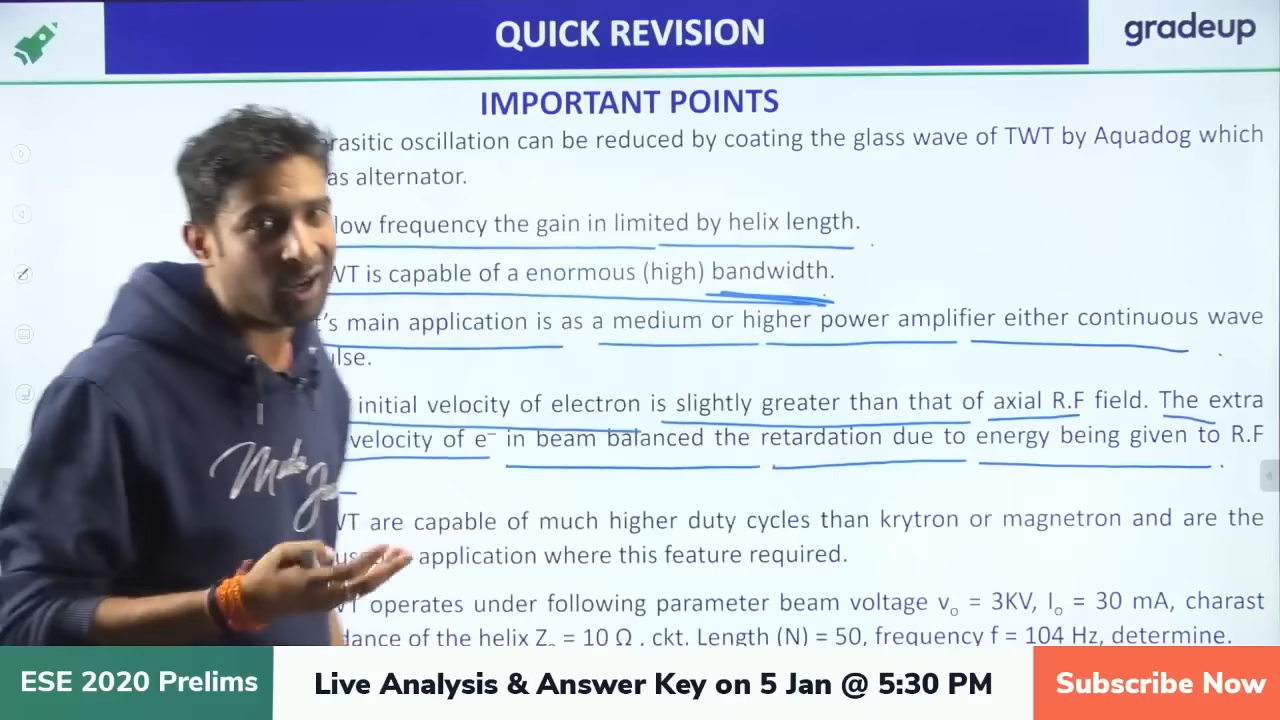 QUICK REVISION
gradeup
IMPORTANT POINTS
rasitic oscillation can be reduced by coating the glass wave of TWT by Aquadog which
as alternator.
low frequency the gain in limited by helix length.
WT is capable of a enormous (high) bandwidth.
t's main application is as a medium or higher power amplifier either continuous wave
ulse.
initial velocity of electron is slightly greater than that of axial R.F field. The extra
velocity of e⁻ in beam balanced the retardation due to energy being given to R.F
WT are capable of much higher duty cycles than krytron or magnetron and are the
application where this feature required.
operates under following parameter beam voltage vₒ = 3KV, Iₒ = 30 mA, charast
dance of the helix Zₒ = 10 Ω , ckt. Length (N) = 50, frequency f = 104 Hz, determine.
Make
ESE 2020 Prelims
Live Analysis & Answer Key on 5 Jan @ 5:30 PM
Subscribe Now